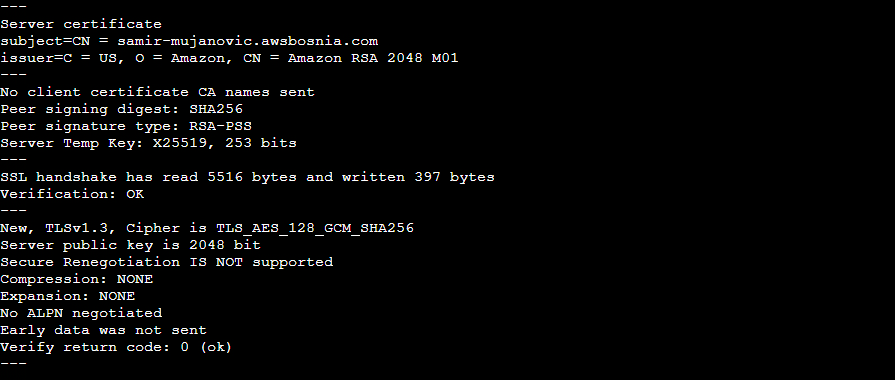 ---
Server certificate
subject=CN = samir-mujanovic.awsbosnia.com
issuer=C = US, O = Amazon, CN = Amazon RSA 2048 M01
---
No client certificate CA names sent
Peer signing digest: SHA256
Peer signature type: RSA-PSS
Server Temp Key: X25519, 253 bits
---
SSL handshake has read 5516 bytes and written 397 bytes
Verification: OK
---
New, TLSv1.3, Cipher is TLS_AES_128_GCM_SHA256
Server public key is 2048 bit
Secure Renegotiation IS NOT supported
Compression: NONE
Expansion: NONE
No ALPN negotiated
Early data was not sent
Verify return code: 0 (ok)
---